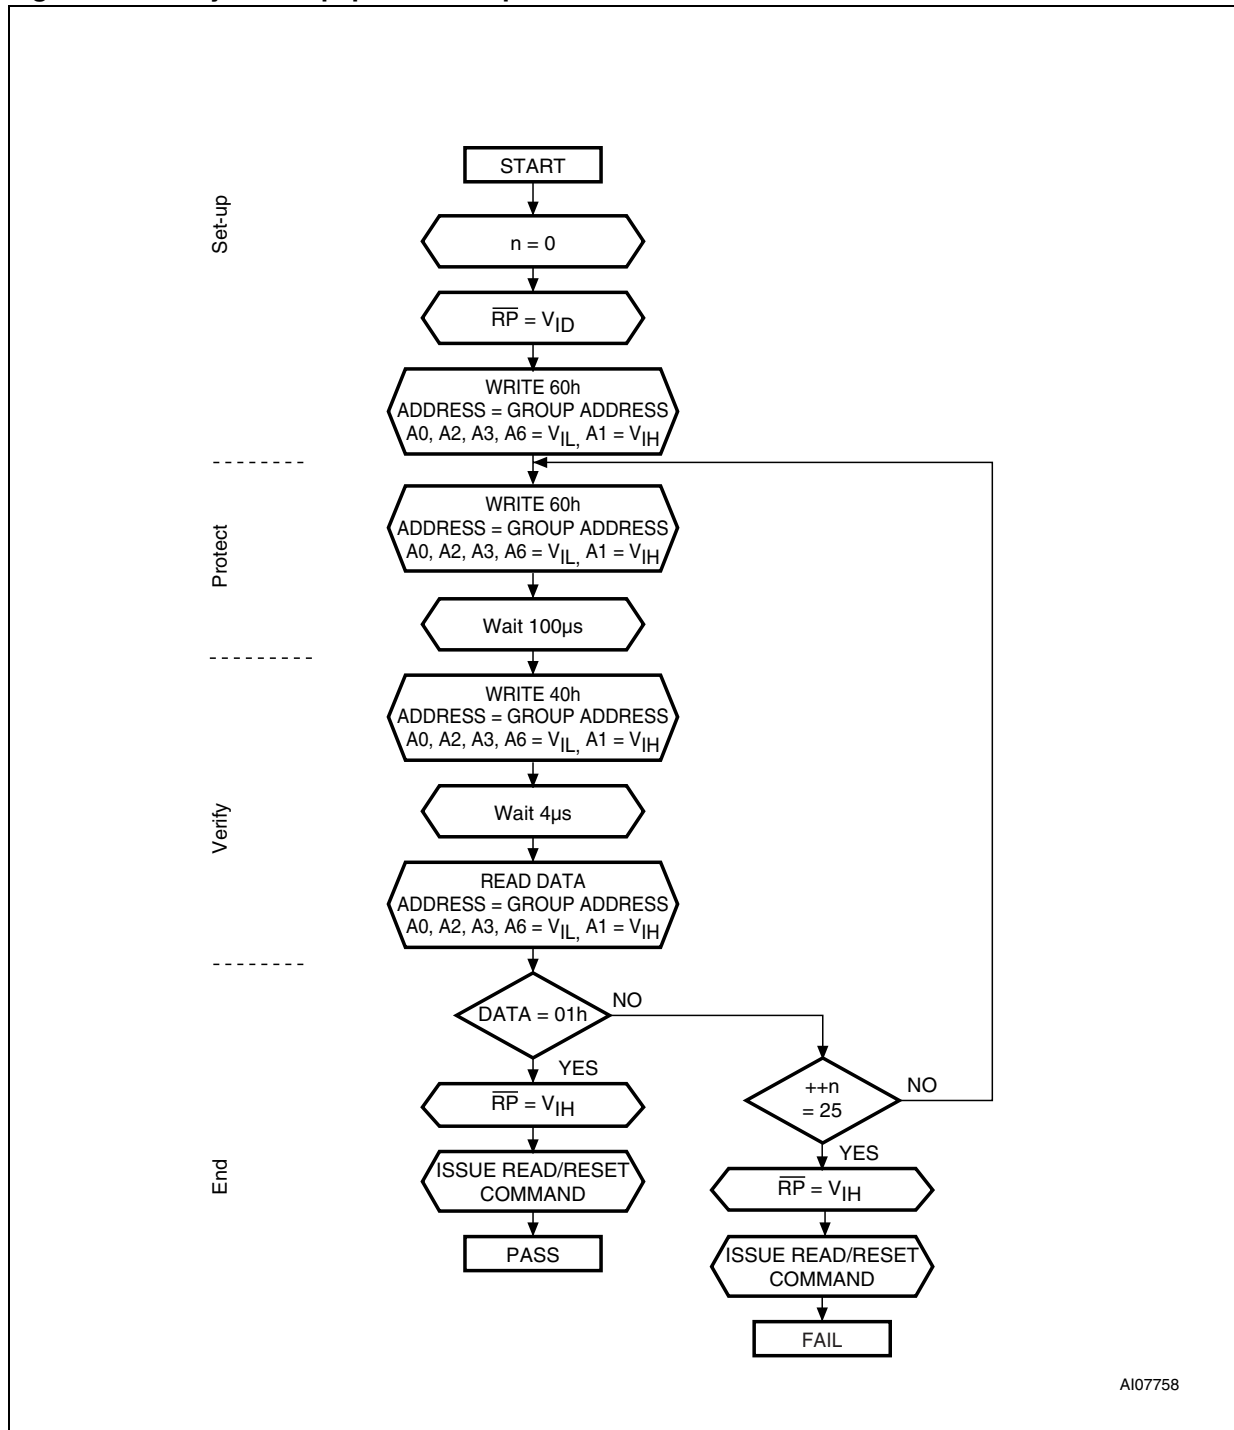 Set-up
START
n = 0
RP = VID
WRITE 60h
ADDRESS = GROUP ADDRESS
A0, A2, A3, A6 = VIL, A1 = VIH
Protect
WRITE 60h
ADDRESS = GROUP ADDRESS
A0, A2, A3, A6 = VIL, A1 = VIH
Wait 100µs
Verify
WRITE 40h
ADDRESS = GROUP ADDRESS
A0, A2, A3, A6 = VIL, A1 = VIH
Wait 4µs
READ DATA
ADDRESS = GROUP ADDRESS
A0, A2, A3, A6 = VIL, A1 = VIH
End
DATA = 01h
NO
YES
RP = VIH
ISSUE READ/RESET
COMMAND
PASS
++n
= 25
NO
YES
RP = VIH
ISSUE READ/RESET
COMMAND
FAIL
AI07758